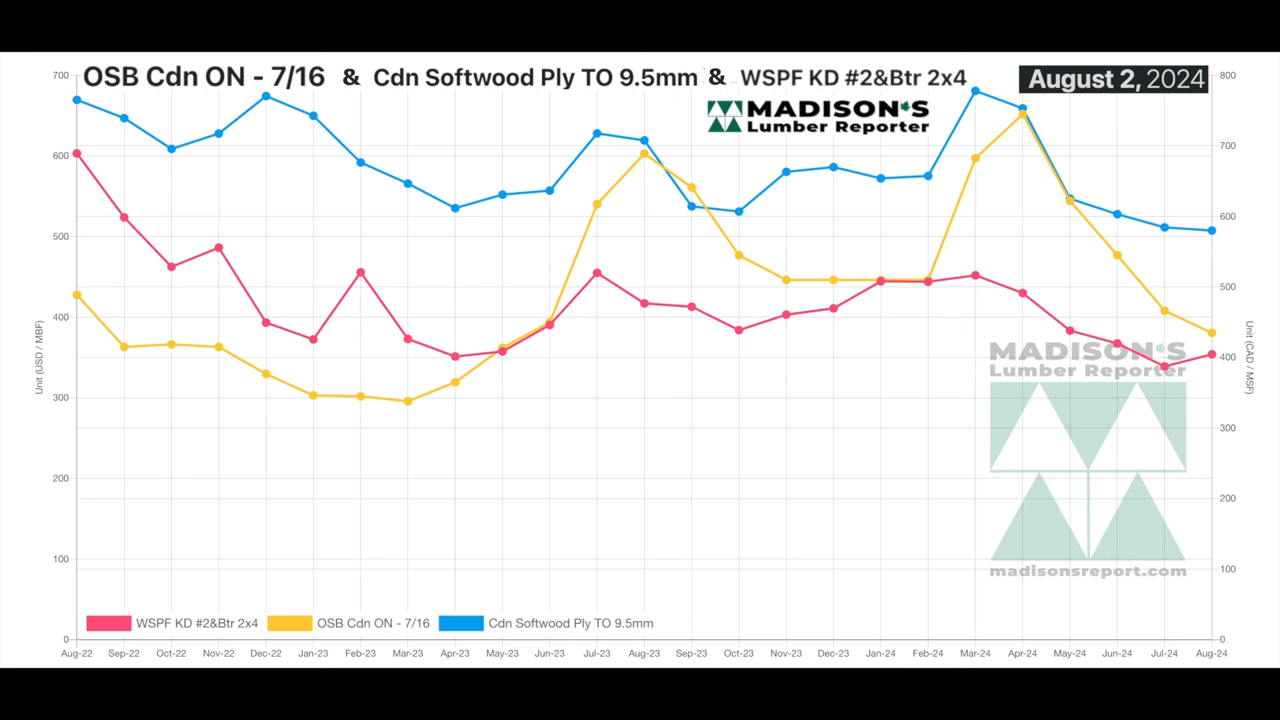 OSB Cdn ON - 7/16 & Cdn Softwood Ply TO 9.5mm & WSPF KD #2&Btr 2x4
August 2, 2024
MADISON'S
Lumber Reporter
700
600
500
400
300
200
100
0
Unit (USD / MBF)
800
700
600
500
400
300
200
100
0
Unit (CAD / MSF)
MADISON'S
Lumber Reporter
madisonsreport.com
WSPF KD #2&Btr 2x4 OSB Cdn ON - 7/16 Cdn Softwood Ply TO 9.5mm
Aug-22 Sep-22 Oct-22 Nov-22 Dec-22 Jan-23 Feb-23 Mar-23 Apr-23 May-23 Jun-23 Jul-23 Aug-23 Sep-23 Oct-23 Nov-23 Dec-23 Jan-24 Feb-24 Mar-24 Apr-24 May-24 Jun-24 Jul-24 Aug-24